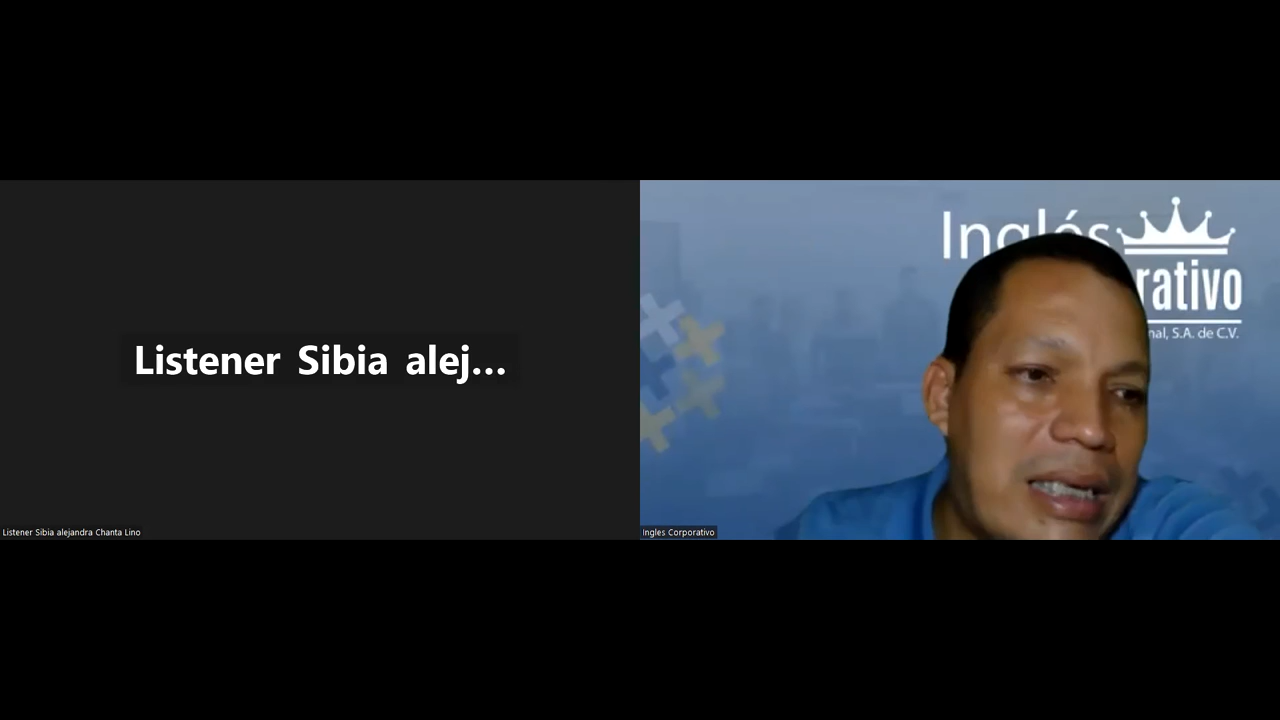 Listener Sibia alej...
Listener Sibia alejandra Chanta Lino
Inglés
rativo
nal, S.A. de C.V.
Ingles Corporativo